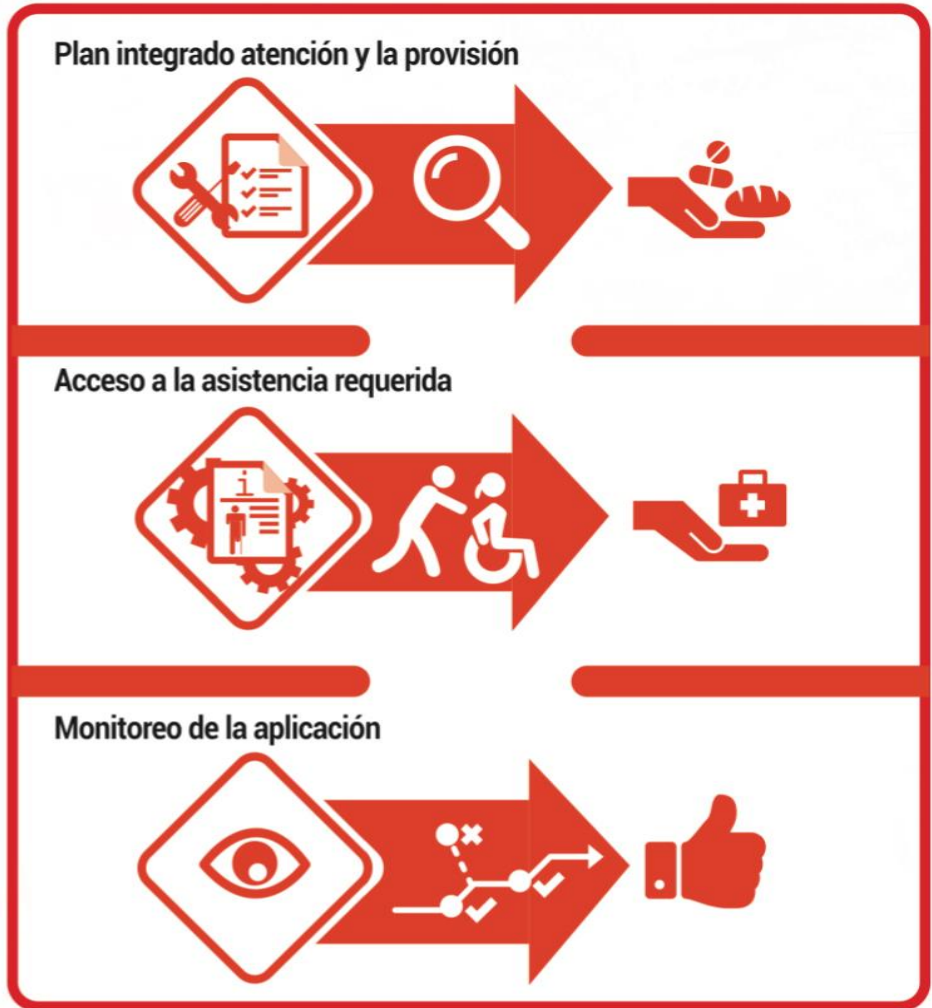 Plan integrado atención y la provisión
Acceso a la asistencia requerida
i
Monitoreo de la aplicación